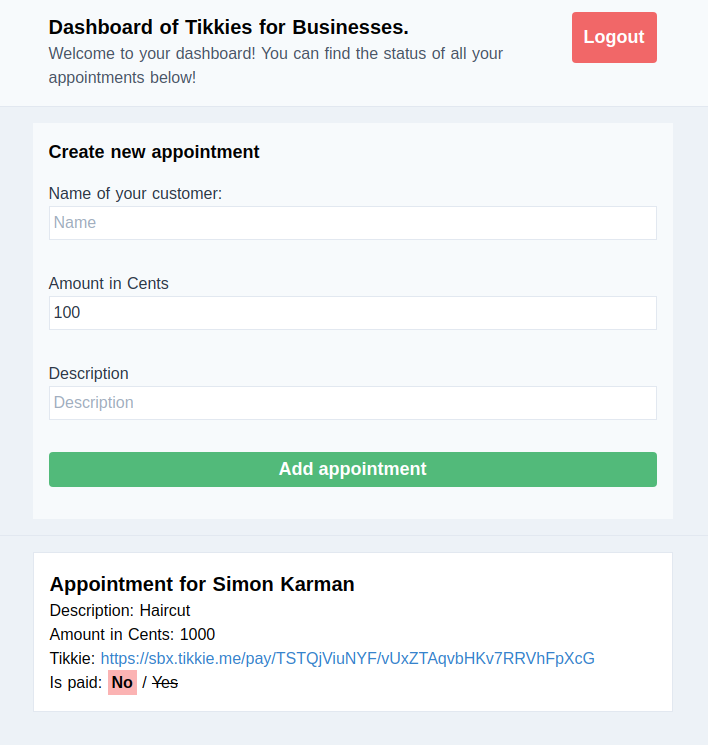 Dashboard of Tikkies for Businesses.
Logout
Welcome to your dashboard! You can find the status of all your
appointments below!
Create new appointment
Name of your customer:
Name
Amount in Cents
100
Description
Description
Add appointment
Appointment for Simon Karman
Description: Haircut
Amount in Cents: 1000
Tikkie: https://sbx.tikkie.me/pay/TSTQjViuNYF/vUxZTAqvbHKv7RRVhFpXcG
Is paid: No / Yes